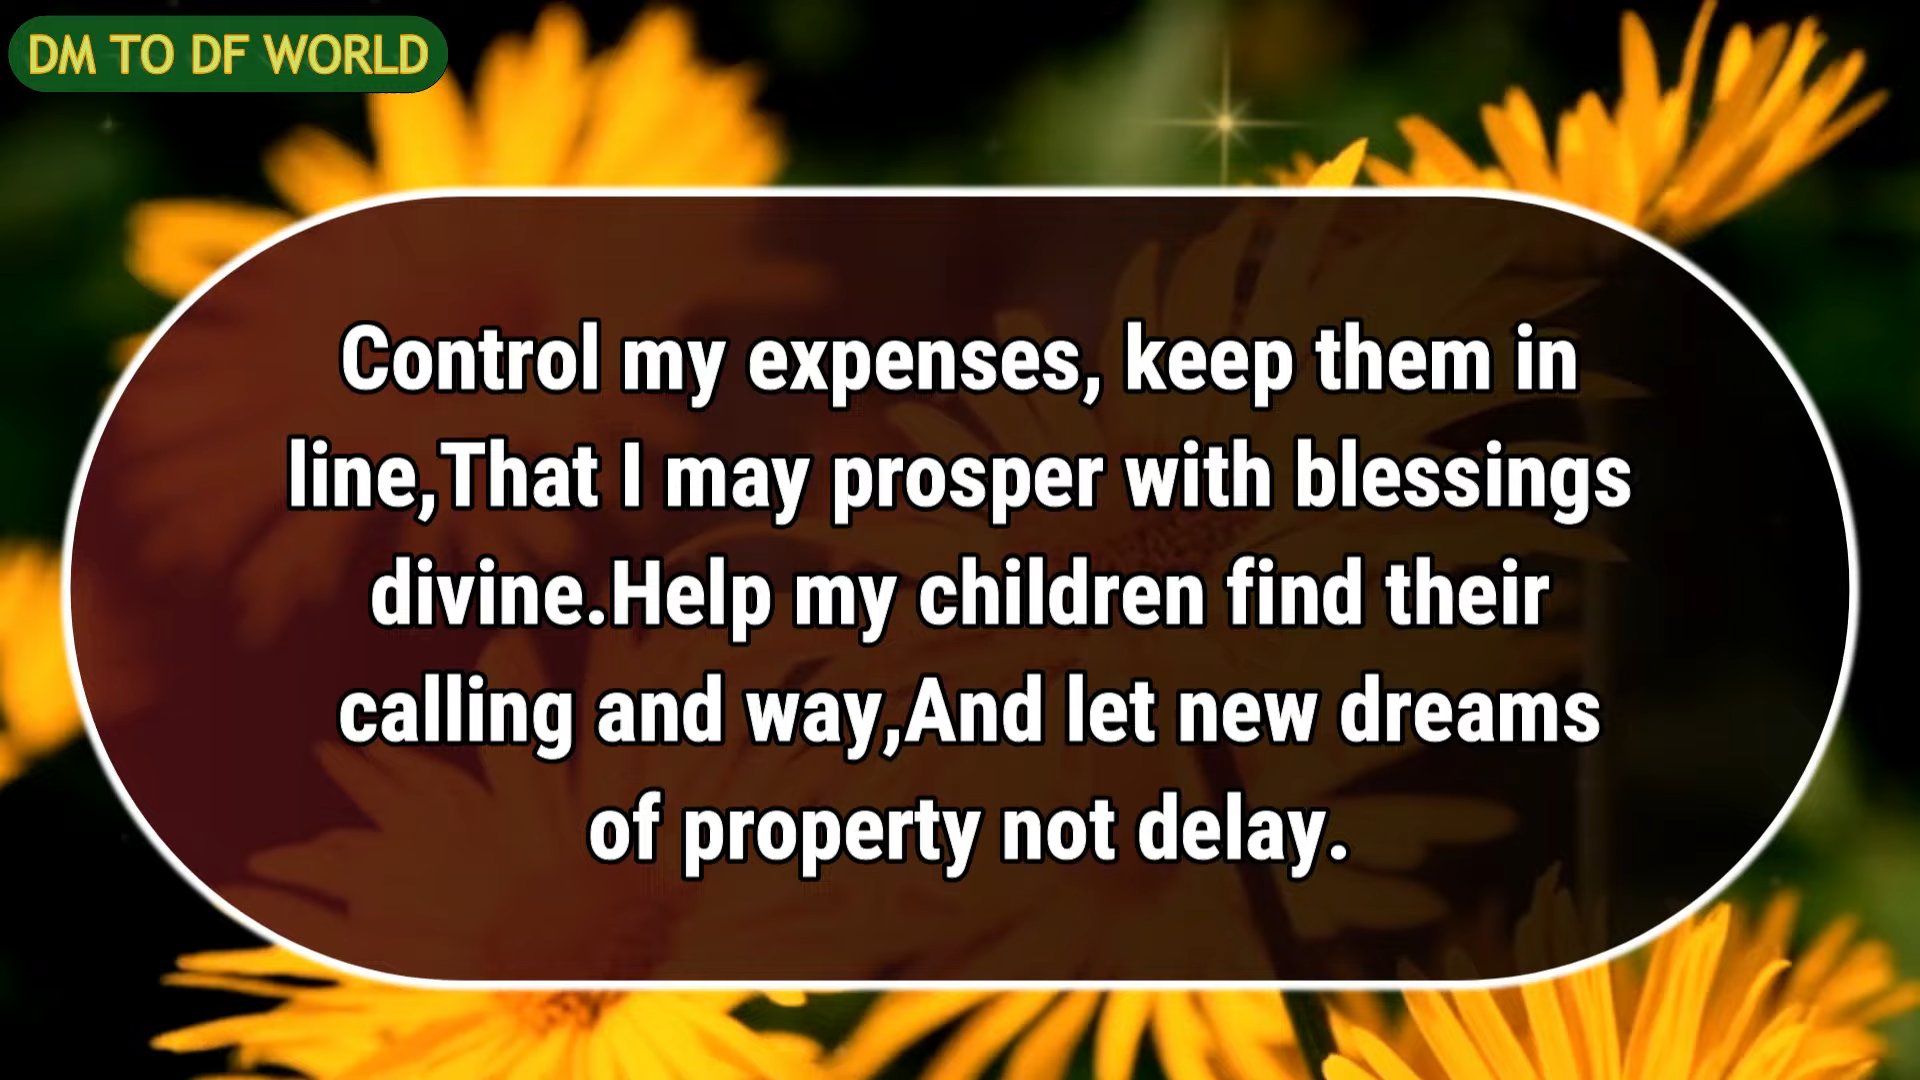 DM TO DF WORLD
Control my expenses, keep them in
line,That I may prosper with blessings
divine.Help my children find their
calling and way,And let new dreams
of property not delay.